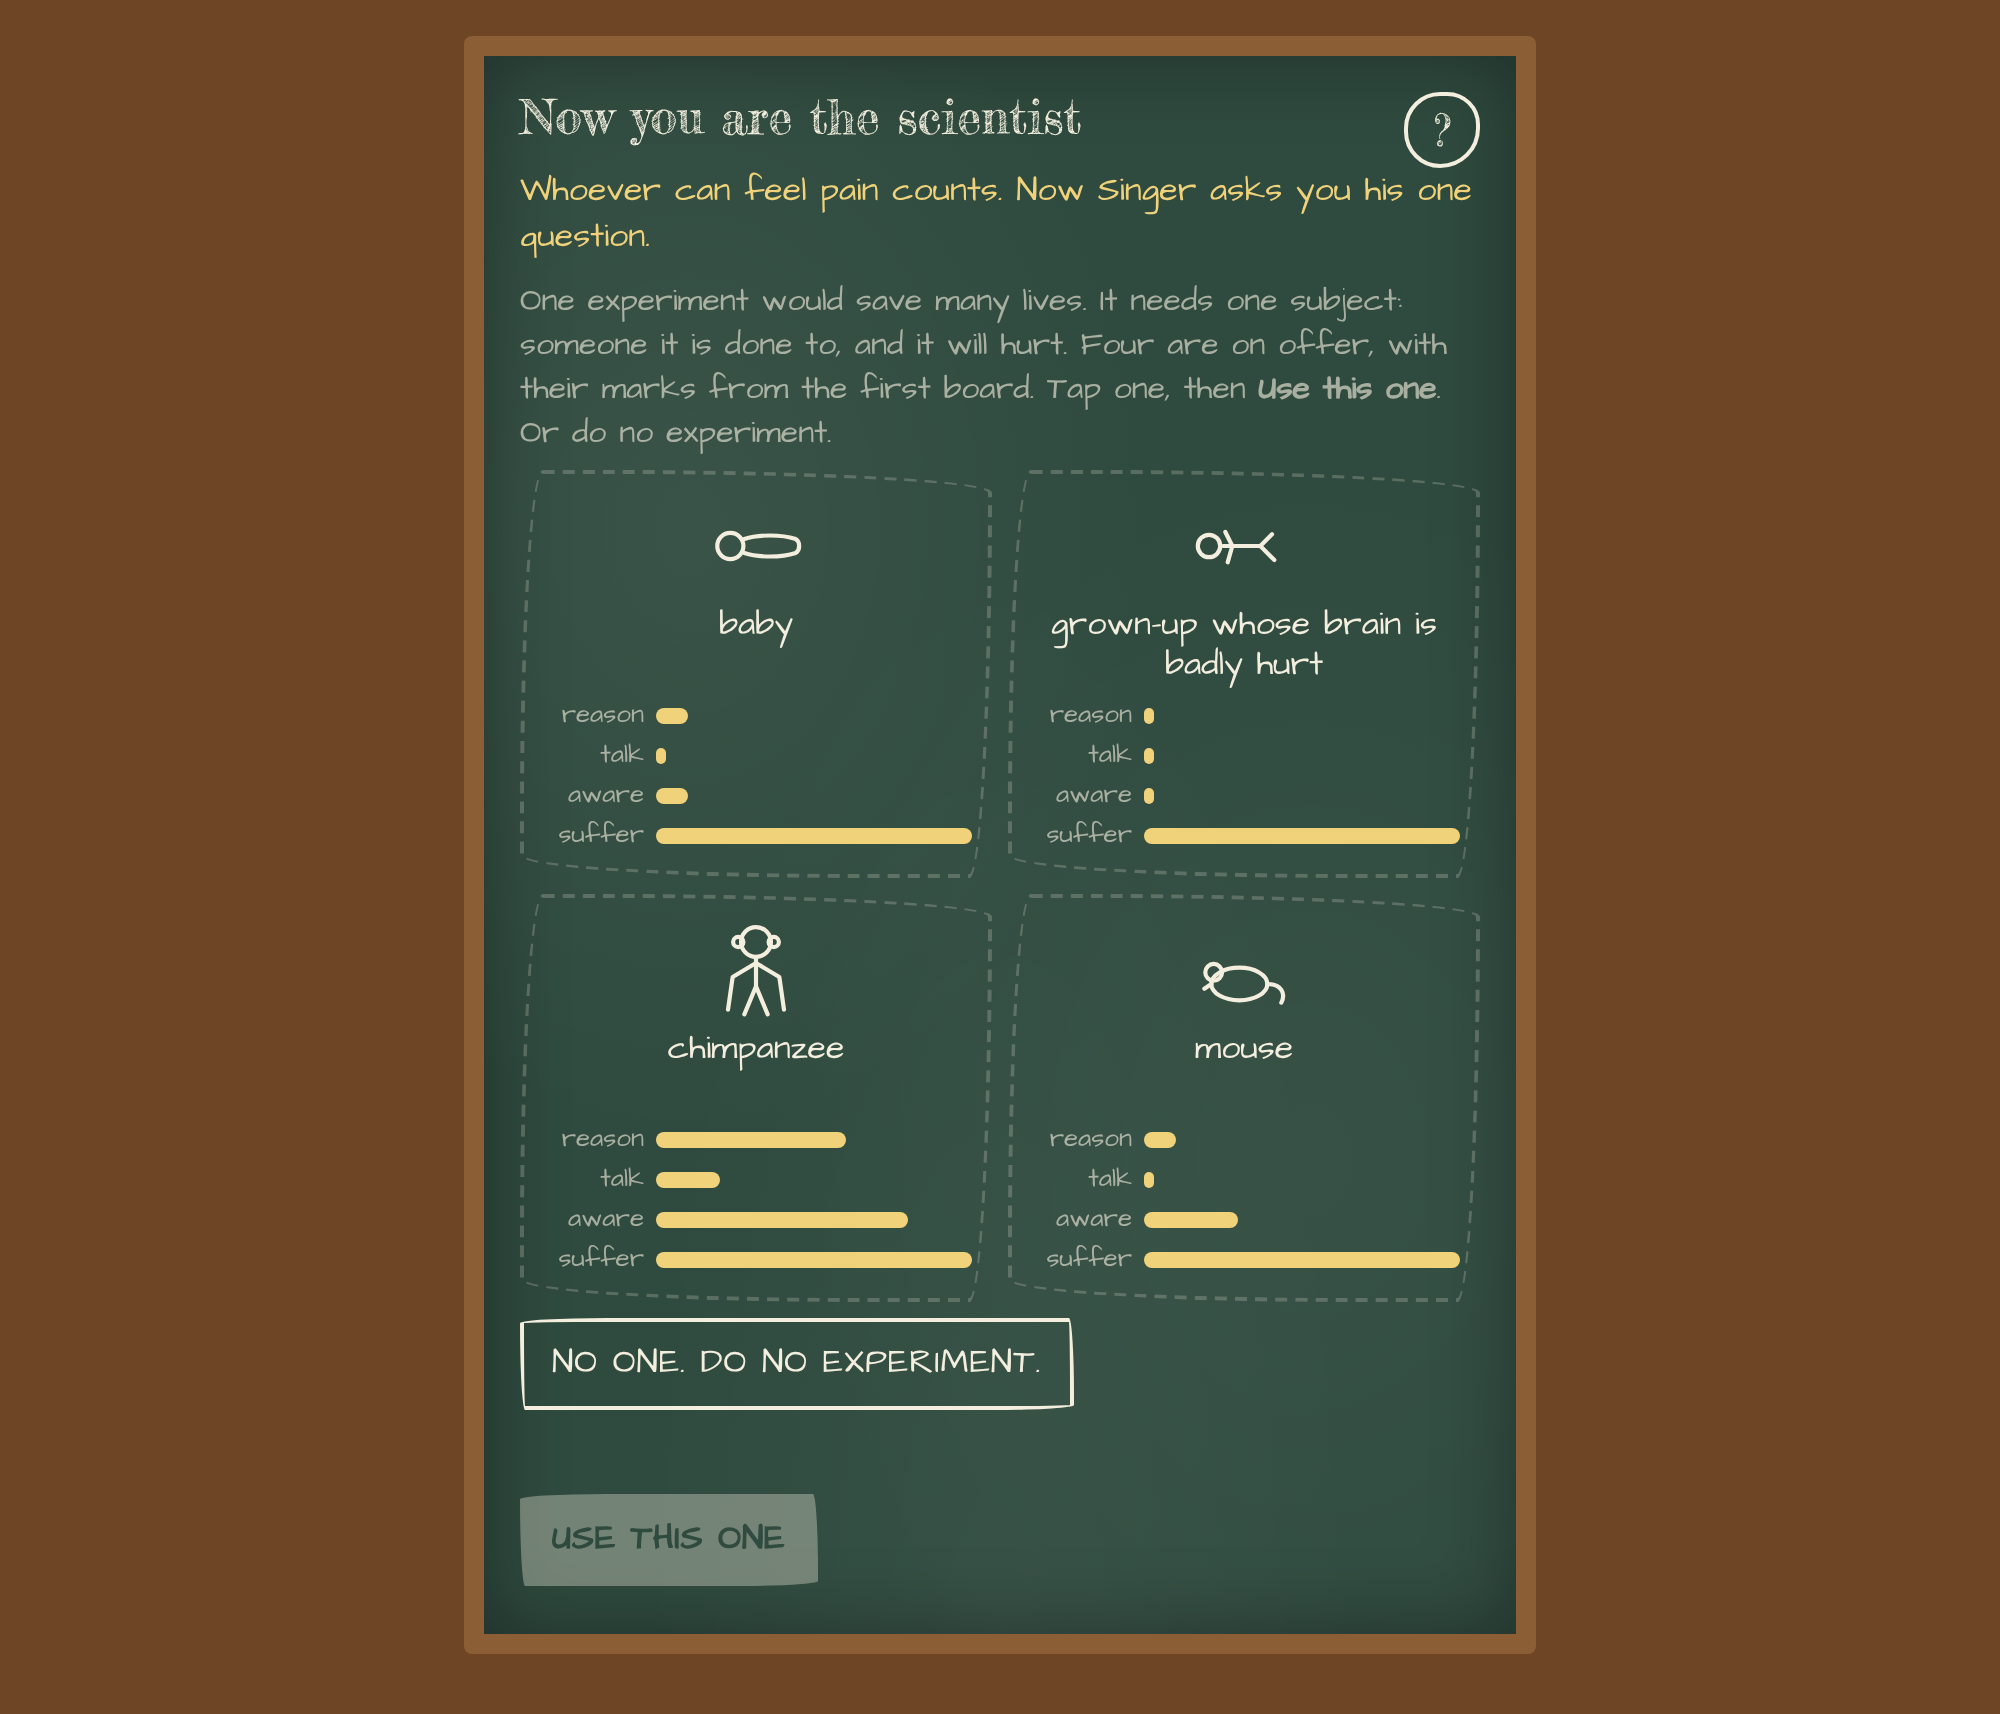 Now you are the scientist
?
Whoever can feel pain counts. Now Singer asks you his one
question.
One experiment would save many lives. It needs one subject:
someone it is done to, and it will hurt. Four are on offer, with
their marks from the first board. Tap one, then Use this one.
Or do no experiment.
baby
reason
talk
aware
suffer
grown-up whose brain is
badly hurt
reason
talk
aware
suffer
chimpanzee
reason
talk
aware
suffer
mouse
reason
talk
aware
suffer
NO ONE. DO NO EXPERIMENT.
USE THIS ONE